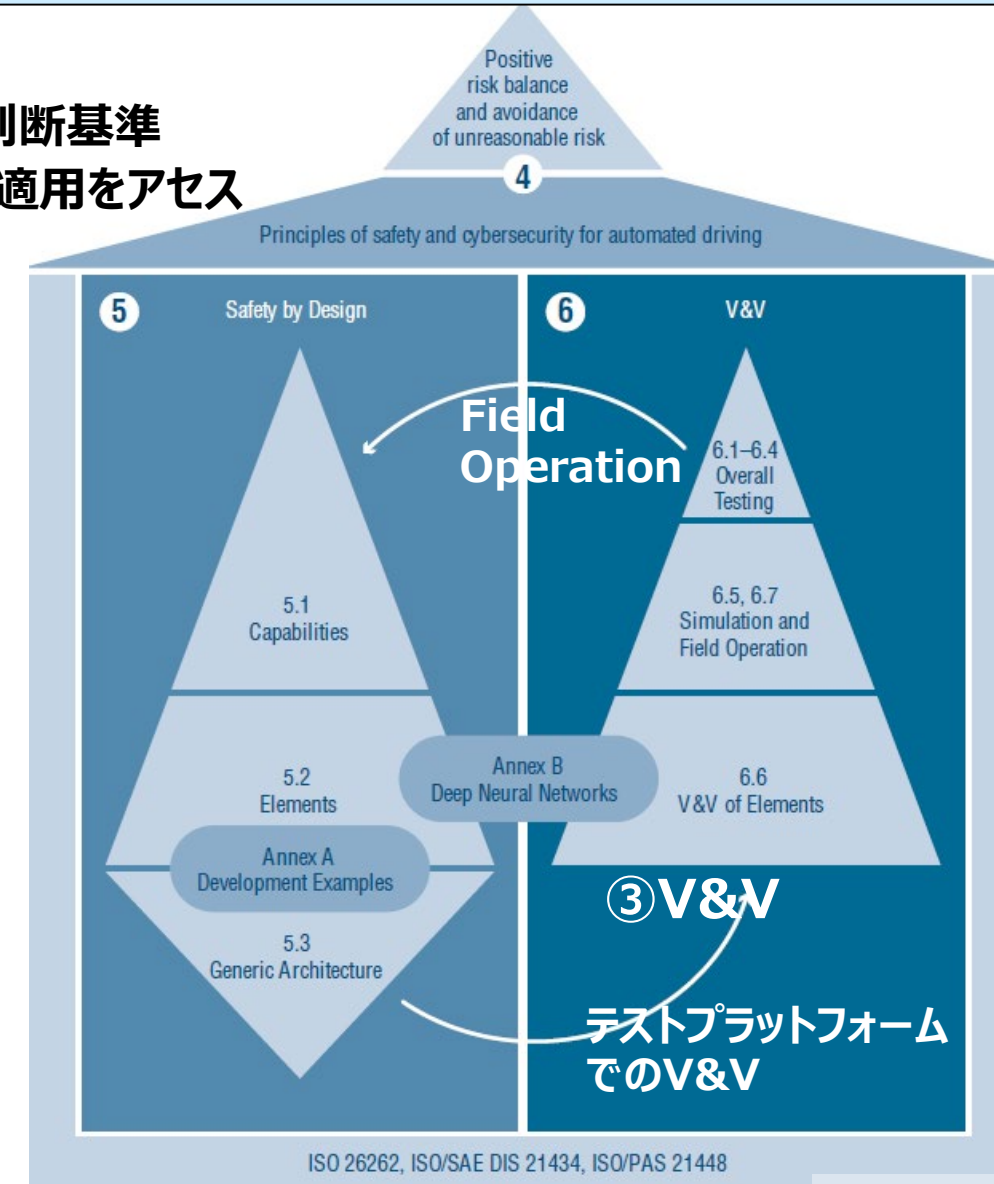 Positive
risk balance
and avoidance
of unreasonable risk
判断基準
適用をアセス
4
Principles of safety and cybersecurity for automated driving
5
Safety by Design
6
V&V
Field
Operation
6.1–6.4
Overall
Testing
5.1
Capabilities
6.5, 6.7
Simulation and
Field Operation
Annex B
Deep Neural Networks
5.2
Elements
6.6
V&V of Elements
Annex A
Development Examples
③V&V
5.3
Generic Architecture
テストプラットフォーム
でのV&V
ISO 26262, ISO/SAE DIS 21434, ISO/PAS 21448